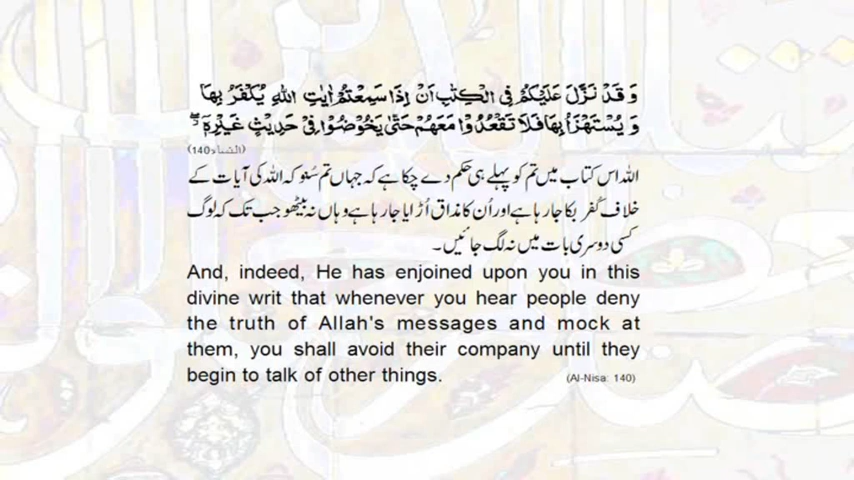 وَ قَدْ نَزَّلَ عَلَيْكُمْ فِی الْكِتٰبِ اَنْ اِذَا سَمِعْتُمْ اٰیٰتِ اللّٰهِ یُكْفَرُ بِهَا
وَ یُسْتَهْزَاُ بِهَا فَلَا تَقْعُدُوْا مَعَهُمْ حَتّٰی یَخُوْضُوْا فِیْ حَدِیْثٍ غَیْرِهٖۤ ۖ
(النساء:140)
اللہ اس کتاب میں تم کو پہلے ہی حکم دے چکا ہے کہ جہاں تم سُنو کہ اللہ کی آیات کے
خلاف کُفر بکا جا رہا ہے اور اُن کا مذاق اُڑایا جا رہا ہے وہاں نہ بیٹھو جب تک کہ لوگ
کسی دوسری بات میں نہ لگ جائیں۔
And, indeed, He has enjoined upon you in this
divine writ that whenever you hear people deny
the truth of Allah's messages and mock at
them, you shall avoid their company until they
begin to talk of other things. (Al-Nisa: 140)